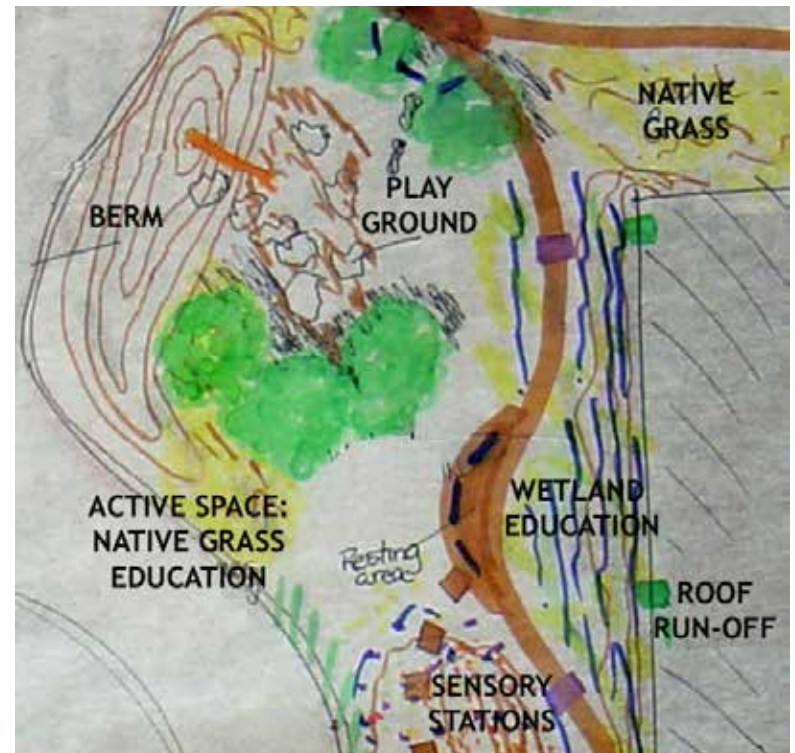 NATIVE
GRASS
PLAY
GROUND
BERM
WETLAND
EDUCATION
ACTIVE SPACE:
NATIVE GRASS
EDUCATION
Resting
area
ROOF
RUN-OFF
SENSORY
STATIONS